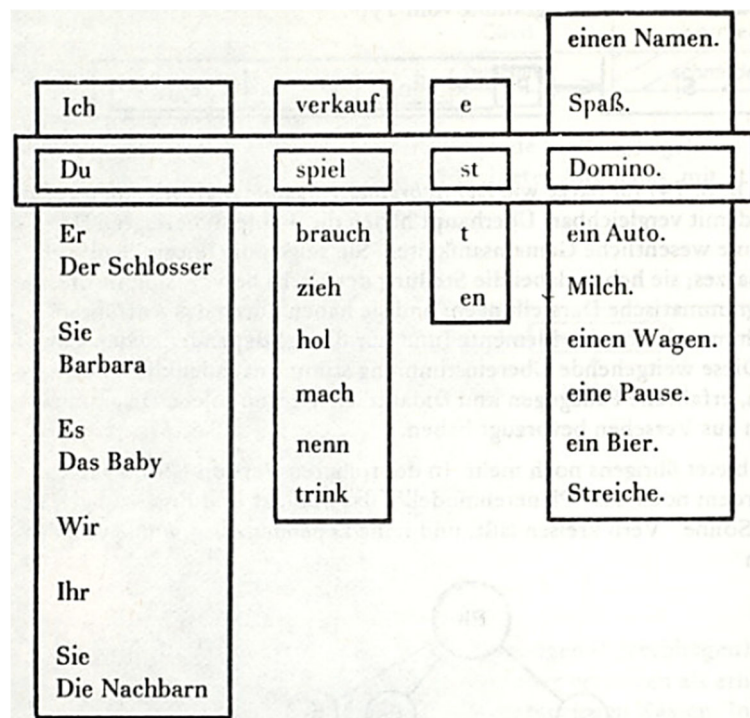 einen Namen.
Ich verkauf e Spaß.
Du spiel st Domino.
Er brauch t ein Auto.
Der Schlosser
zieh en Milch.
Sie hol einen Wagen.
Barbara
mach eine Pause.
Es nenn ein Bier.
Das Baby
trink Streiche.
Wir
Ihr
Sie
Die Nachbarn